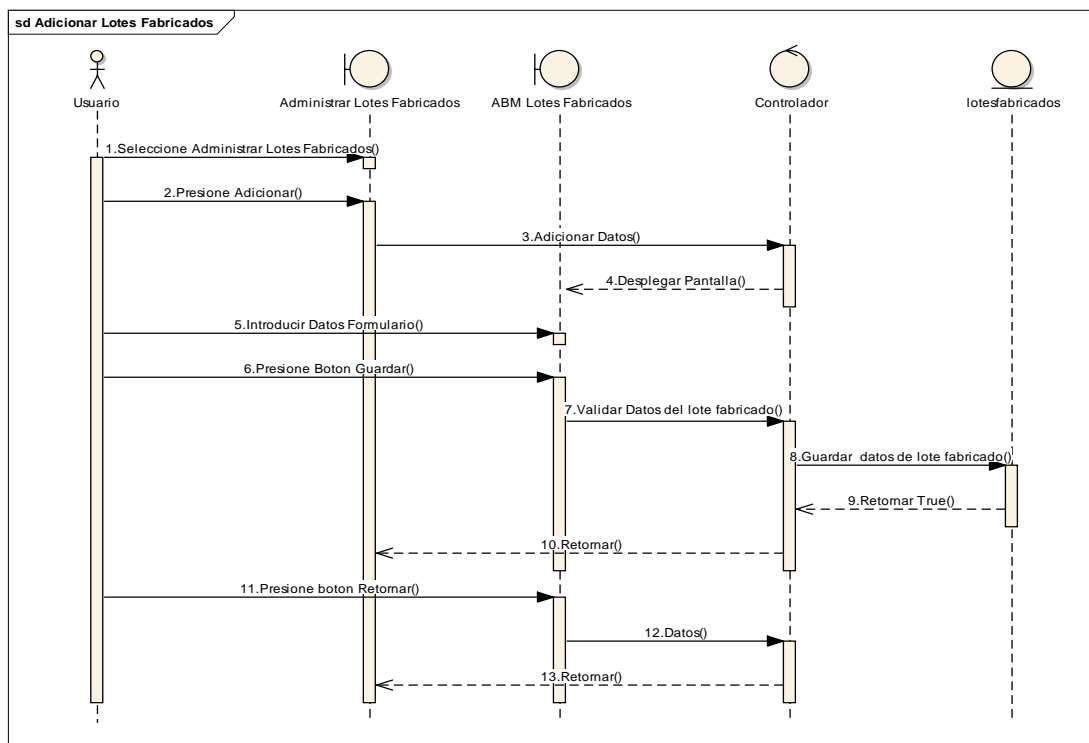 sd Adicionar Lotes Fabricados
Usuario
Administrar Lotes Fabricados
ABM Lotes Fabricados
Controlador
lotesfabricados
1.Seleccione Administrar Lotes Fabricados()
2.Presione Adicionar()
3.Adicionar Datos()
4.Desplegar Pantalla()
5.Introducir Datos Formulario()
6.Presione Boton Guardar()
7.Validar Datos del lote fabricado()
8.Guardar datos de lote fabricado()
9.Retornar True()
10.Retornar()
11.Presione boton Retornar()
12.Datos()
13.Retornar()